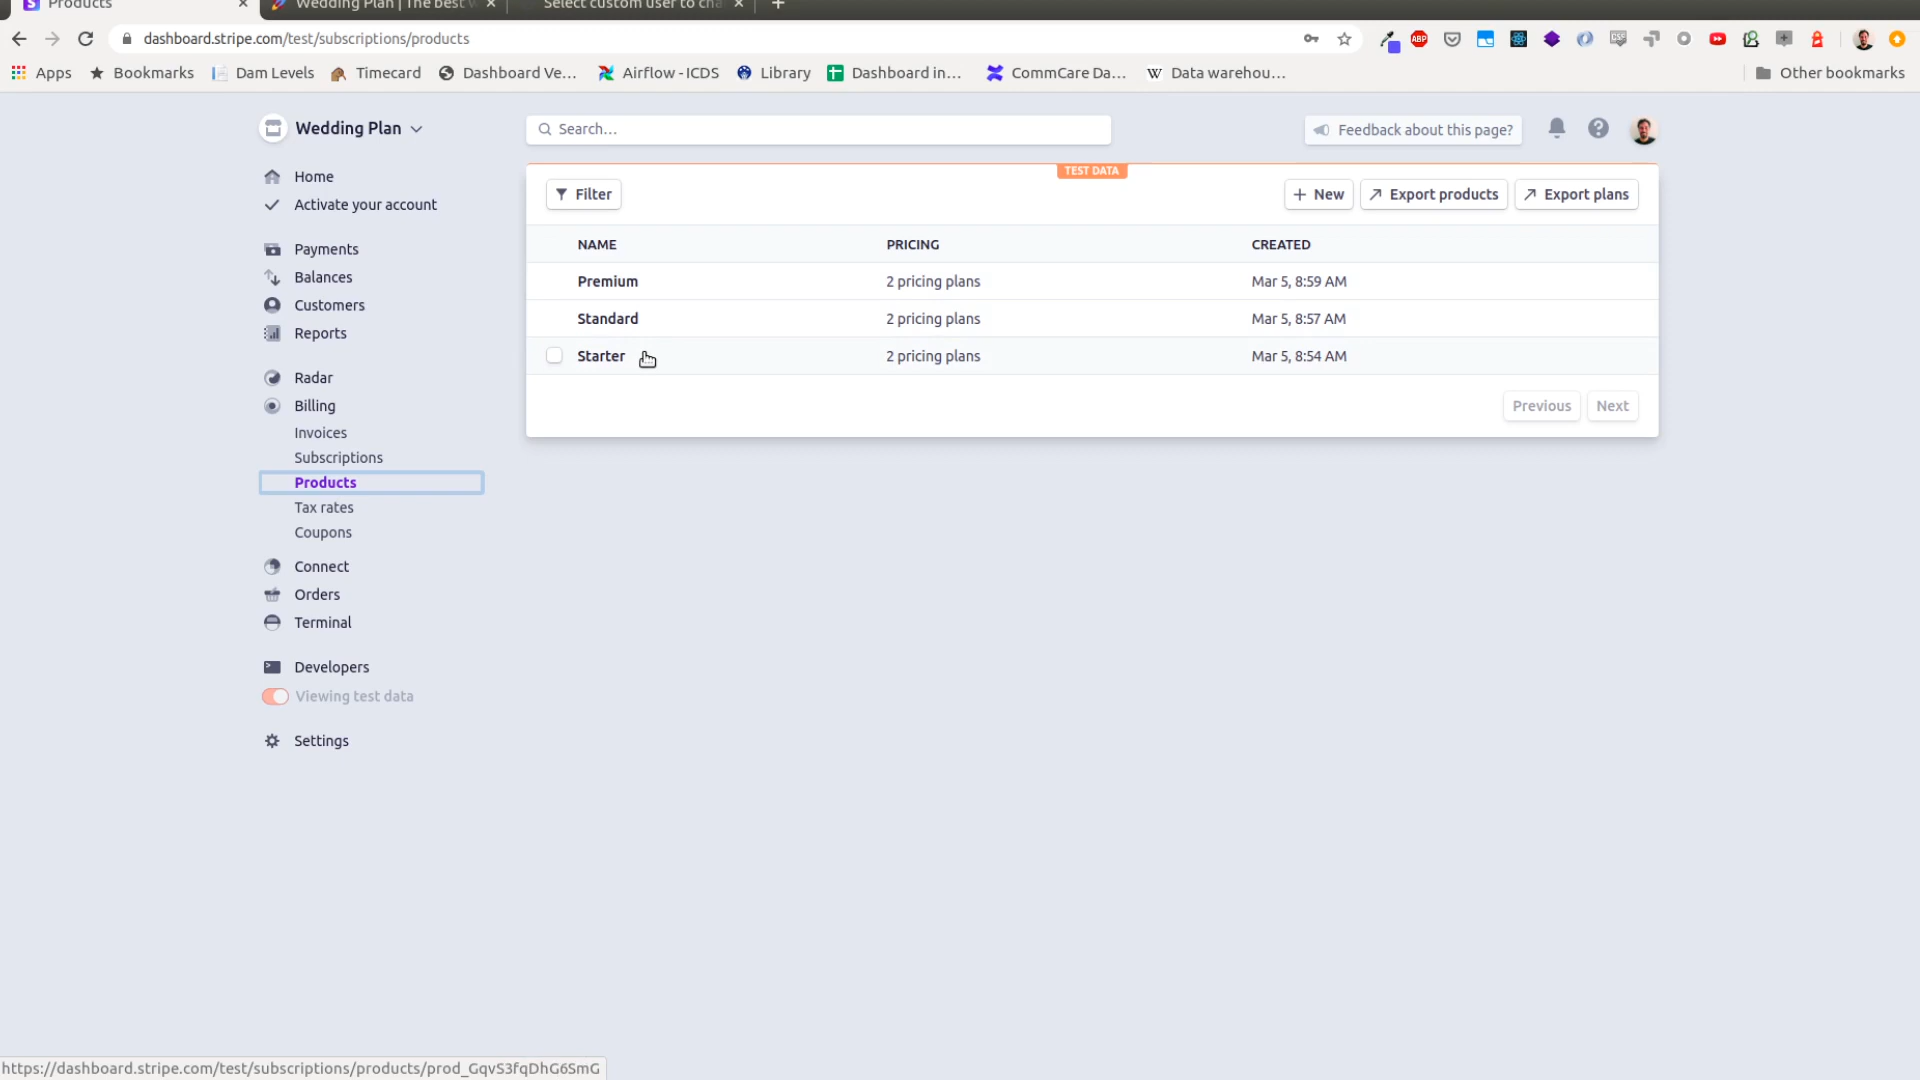 Products
Wedding Plan | The best w
Select custom user to cha
dashboard.stripe.com/test/subscriptions/products
ABP
CSS
Apps
Bookmarks
Dam Levels
Timecard
Dashboard Ve...
Airflow - ICDS
Library
Dashboard in...
CommCare Da...
W Data warehou...
Other bookmarks
Wedding Plan
Search...
Feedback about this page?
Home
Activate your account
Payments
Balances
Customers
Reports
Radar
Billing
Invoices
Subscriptions
Products
Tax rates
Coupons
Connect
Orders
Terminal
Developers
Viewing test data
Settings
TEST DATA
Filter
+ New
Export products
Export plans
NAME PRICING CREATED
Premium 2 pricing plans Mar 5, 8:59 AM
Standard 2 pricing plans Mar 5, 8:57 AM
Starter 2 pricing plans Mar 5, 8:54 AM
Previous
Next
https://dashboard.stripe.com/test/subscriptions/products/prod_GqvS3fqDhG6SmG